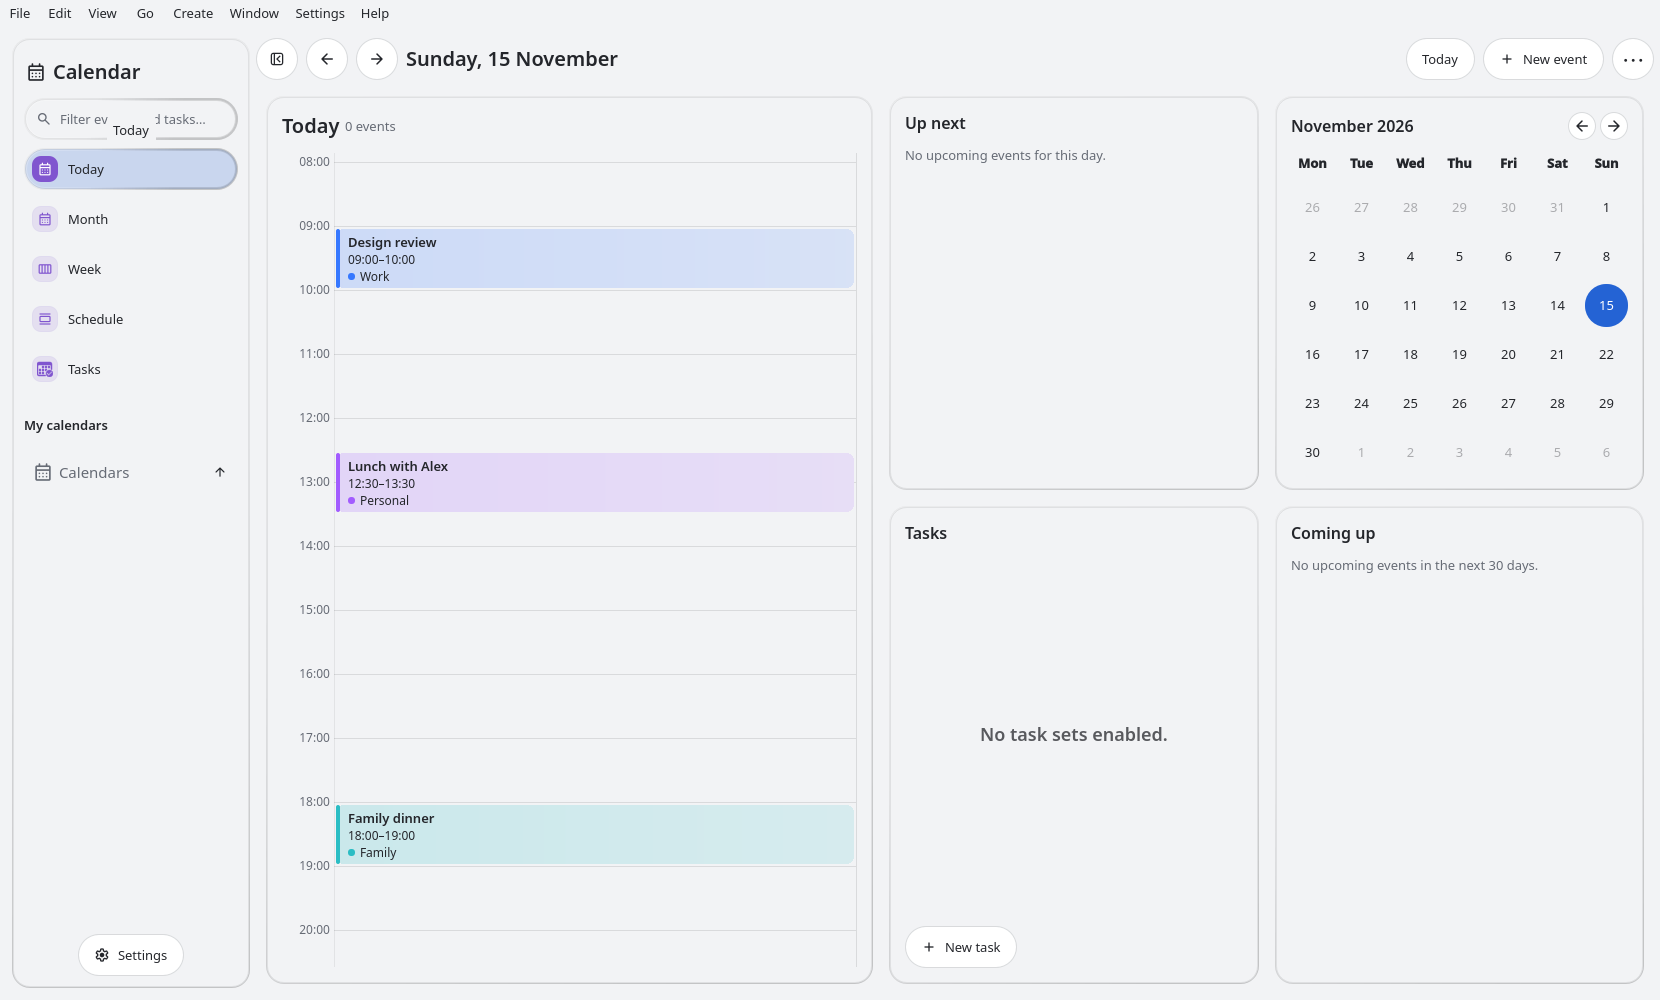 File Edit View Go Create Window Settings Help
Calendar
Filter ev d tasks...
Today
Today
Month
Week
Schedule
Tasks
My calendars
Calendars
Settings
Sunday, 15 November
Today
New event
Today 0 events
08:00
09:00
Design review
09:00–10:00
Work
10:00
11:00
12:00
Lunch with Alex
12:30–13:30
13:00
Personal
14:00
15:00
16:00
17:00
18:00
Family dinner
18:00–19:00
Family
19:00
20:00
Up next
No upcoming events for this day.
November 2026
Mon Tue Wed Thu Fri Sat Sun
26 27 28 29 30 31 1
2 3 4 5 6 7 8
9 10 11 12 13 14 15
16 17 18 19 20 21 22
23 24 25 26 27 28 29
30 1 2 3 4 5 6
Tasks
No task sets enabled.
New task
Coming up
No upcoming events in the next 30 days.